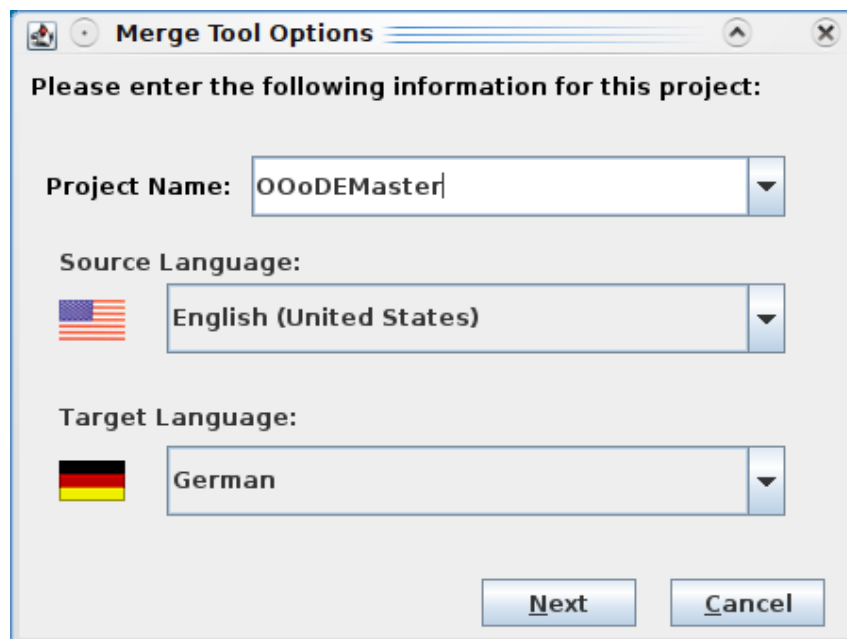 Merge Tool Options
Please enter the following information for this project:
Project Name: OOoDEMaster
Source Language:
English (United States)
Target Language:
German
Next Cancel